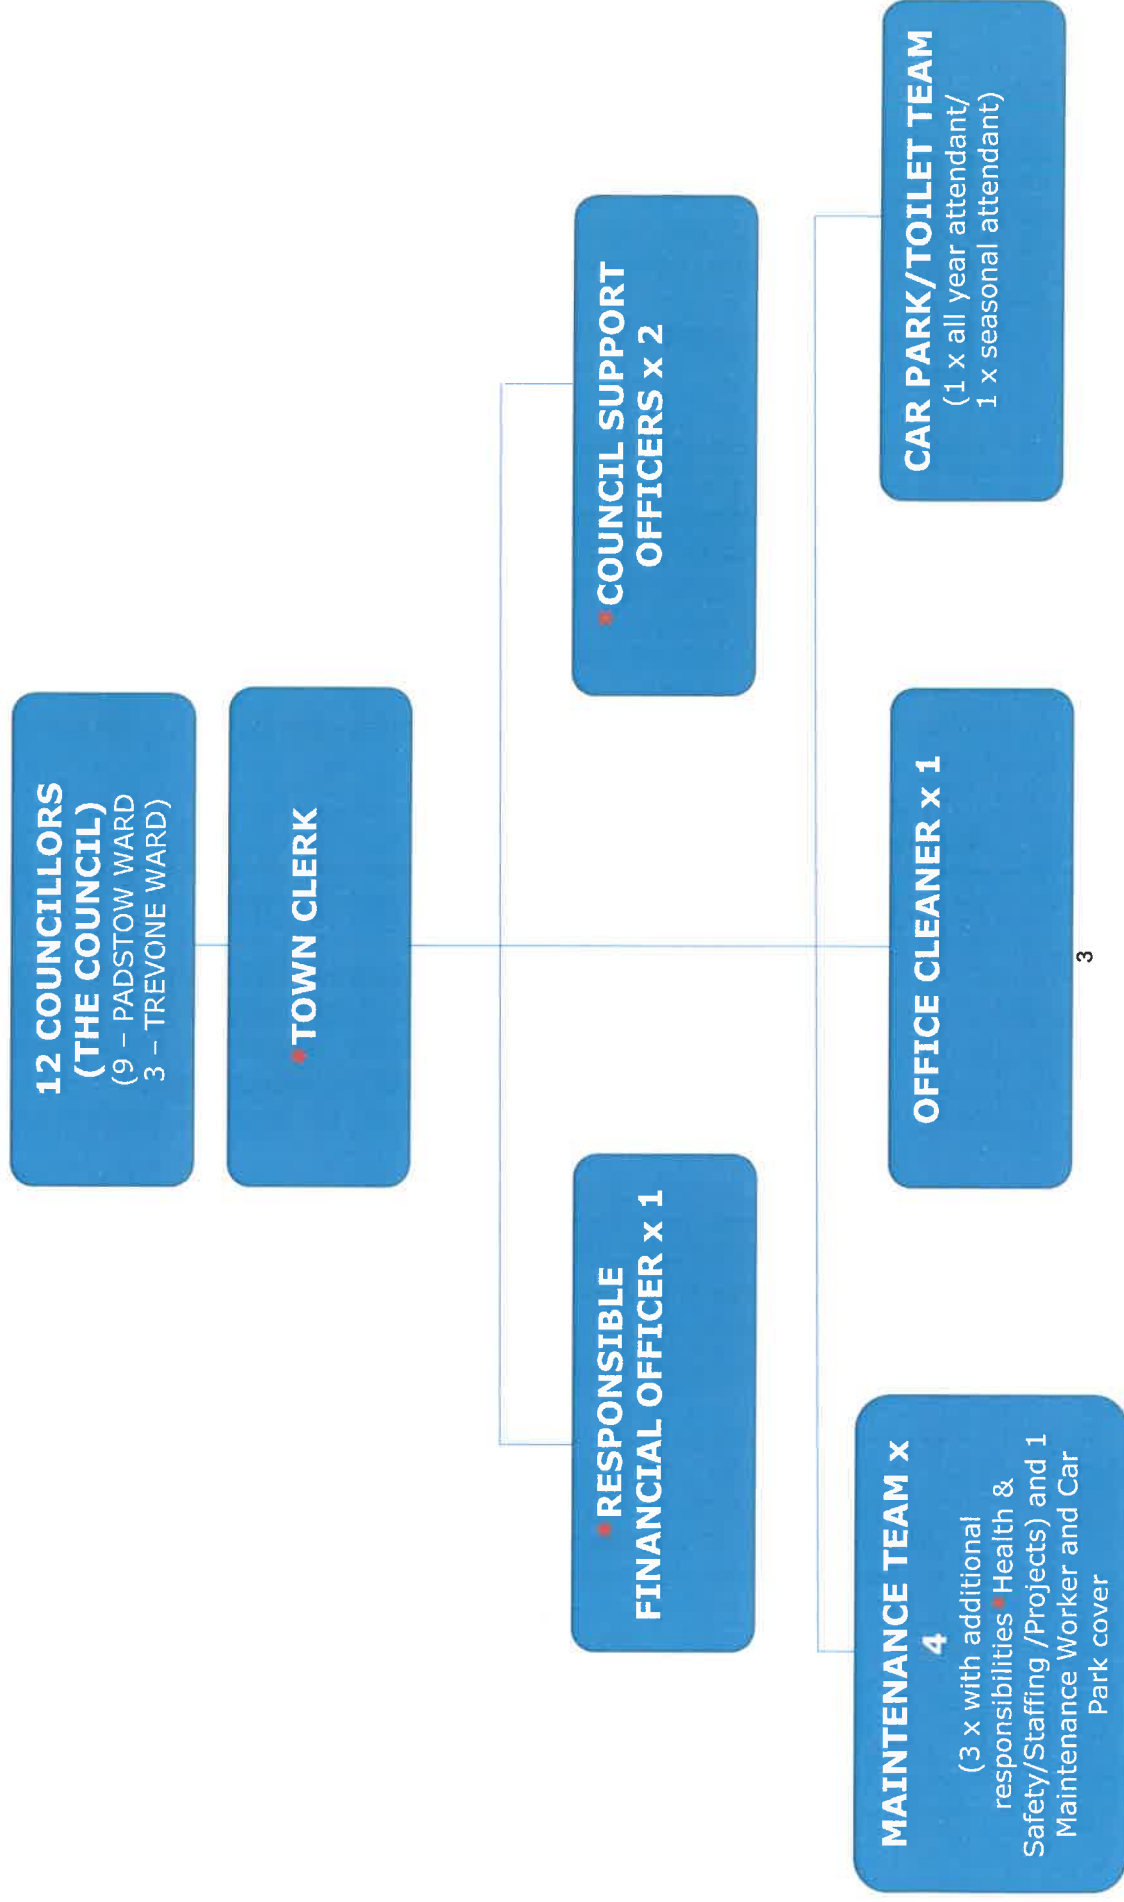 12 COUNCILLORS
(THE COUNCIL)
(9 – PADSTOW WARD
3 – TREVONE WARD)
*TOWN CLERK
*RESPONSIBLE
FINANCIAL OFFICER x 1
*COUNCIL SUPPORT
OFFICERS x 2
MAINTENANCE TEAM x
4
(3 x with additional
responsibilities *Health &
Safety/Staffing /Projects) and 1
Maintenance Worker and Car
Park cover
OFFICE CLEANER x 1
CAR PARK/TOILET TEAM
(1 x all year attendant/
1 x seasonal attendant)
3